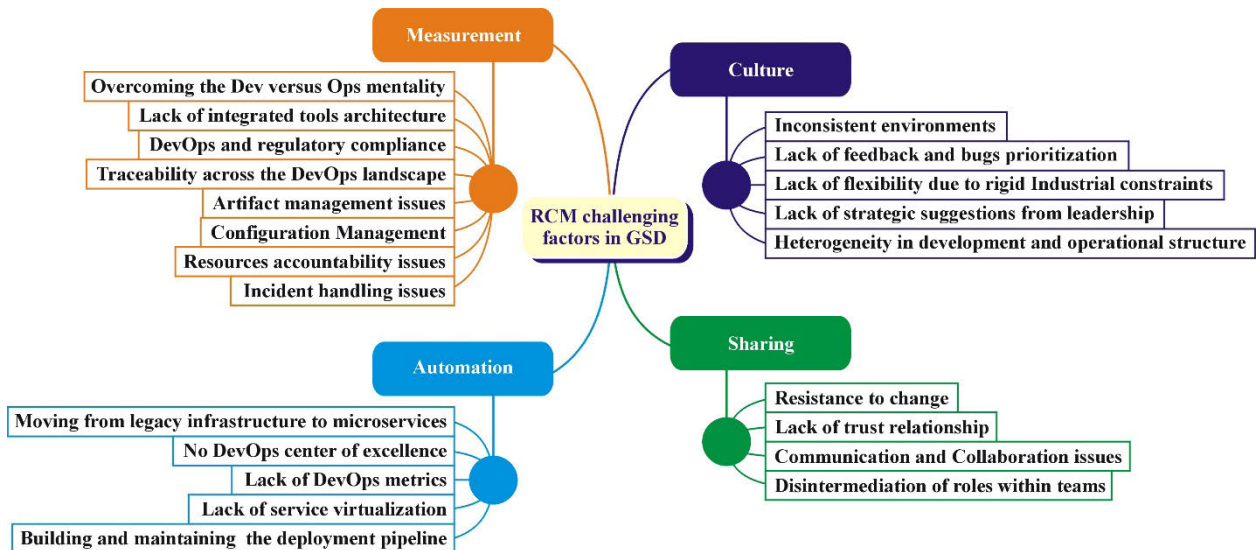 Measurement
Overcoming the Dev versus Ops mentality
Lack of integrated tools architecture
DevOps and regulatory compliance
Traceability across the DevOps landscape
Artifact management issues
Configuration Management
Resources accountability issues
Incident handling issues
Culture
Inconsistent environments
Lack of feedback and bugs prioritization
Lack of flexibility due to rigid Industrial constraints
Lack of strategic suggestions from leadership
Heterogeneity in development and operational structure
RCM challenging
factors in GSD
Automation
Moving from legacy infrastructure to microservices
No DevOps center of excellence
Lack of DevOps metrics
Lack of service virtualization
Building and maintaining the deployment pipeline
Sharing
Resistance to change
Lack of trust relationship
Communication and Collaboration issues
Disintermediation of roles within teams